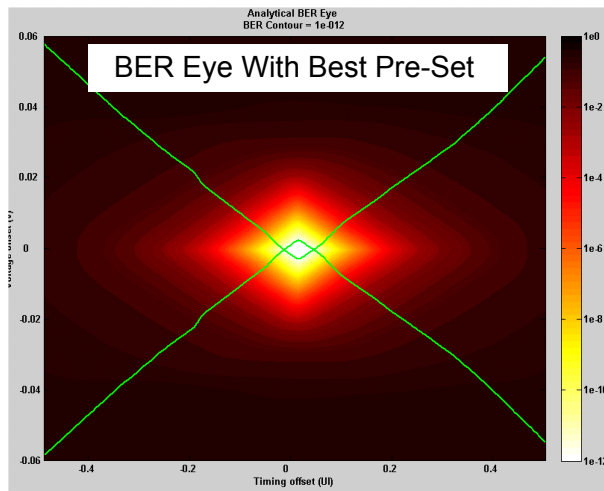 Analytical BER Eye
BER Contour = 1e-012
BER Eye With Best Pre-Set
0.06
0.04
0.02
0
-0.02
-0.04
-0.06
-0.4
-0.2
0
0.2
0.4
Timing offset (UI)
1e0
1e-2
1e-4
1e-6
1e-8
1e-10
1e-12